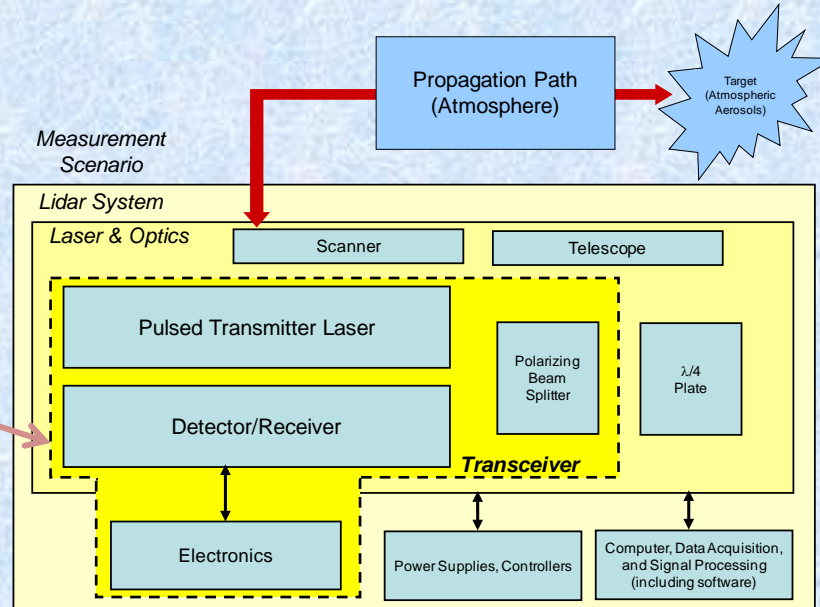 Propagation Path
(Atmosphere)
Target
(Atmospheric
Aerosols)
Measurement
Scenario
Lidar System
Laser & Optics
Scanner
Telescope
Pulsed Transmitter Laser
Polarizing
Beam
Splitter
λ/4
Plate
Detector/Receiver
Transceiver
Electronics
Power Supplies, Controllers
Computer, Data Acquisition,
and Signal Processing
(including software)